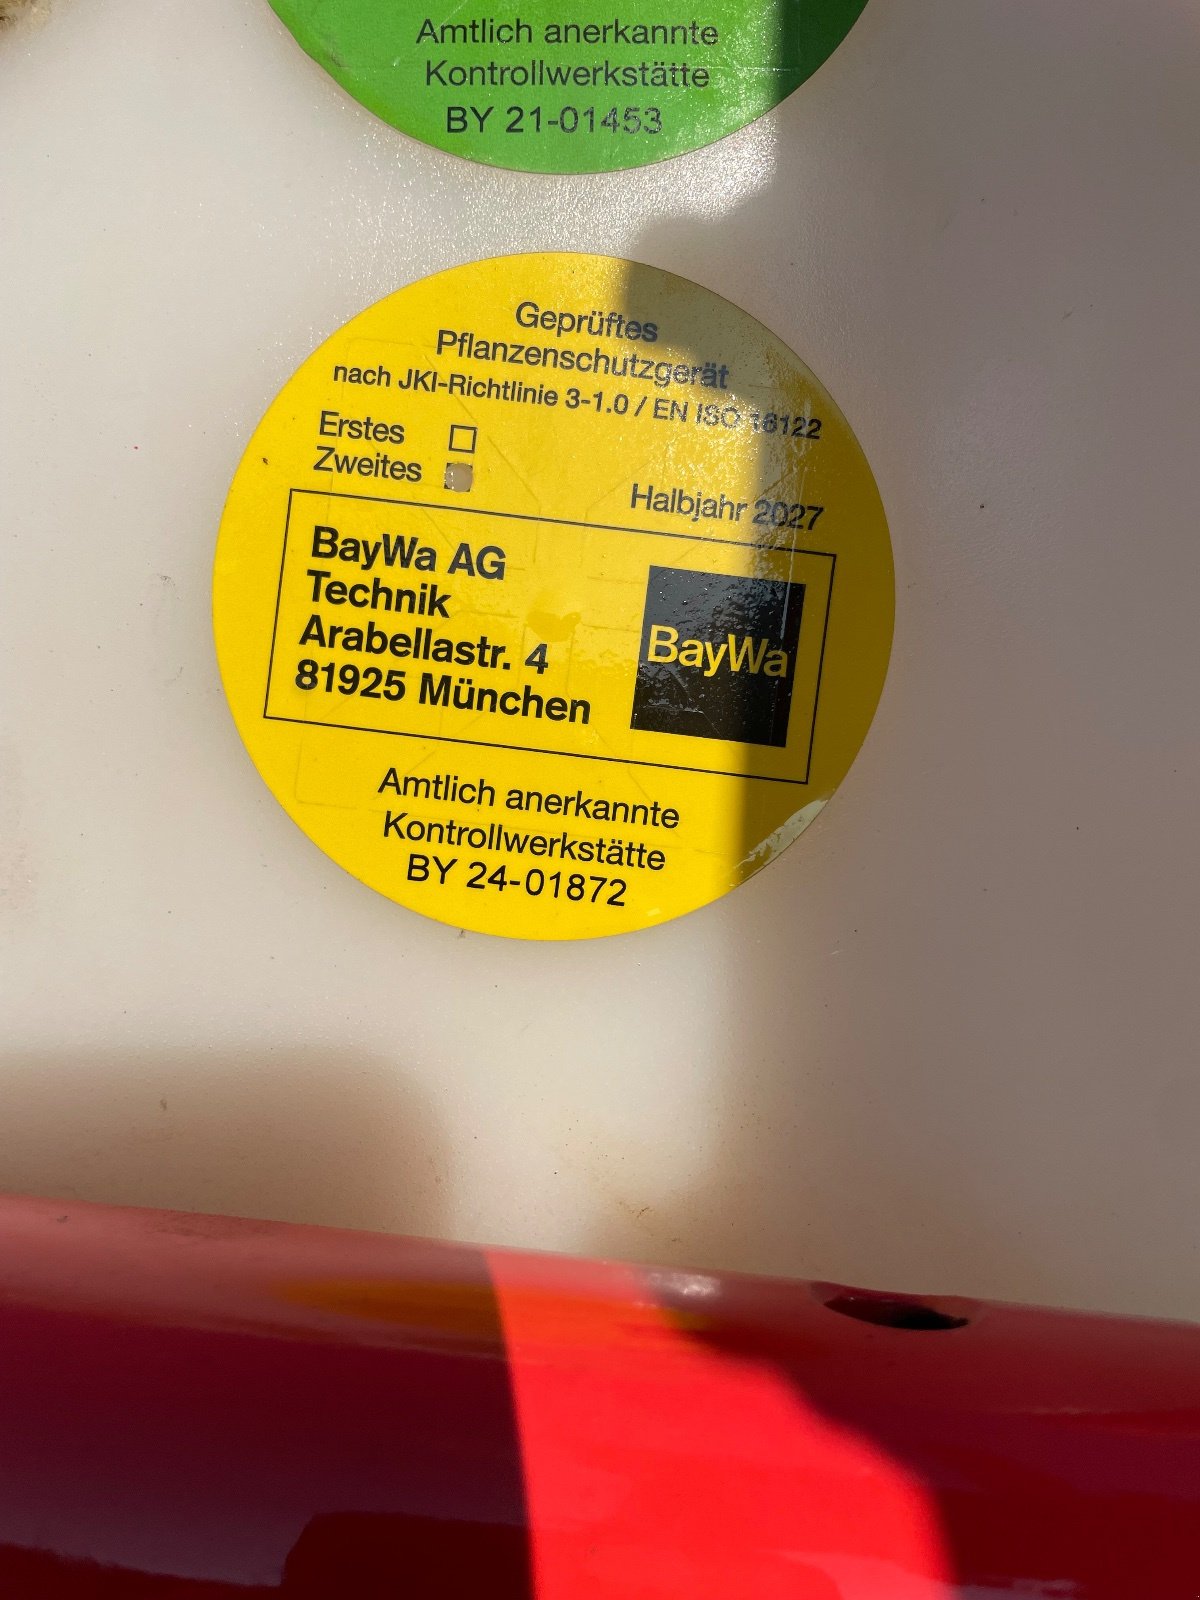 Amtlich anerkannte
Kontrollwerkstätte
BY 21-01453
Geprüftes
Pflanzenschutzgerät
nach JKI-Richtlinie 3-1.0 / EN ISO 16122
Erstes
Zweites
Halbjahr 2027
BayWa AG
Technik
Arabellastr. 4
81925 München
BayWa
Amtlich anerkannte
Kontrollwerkstätte
BY 24-01872